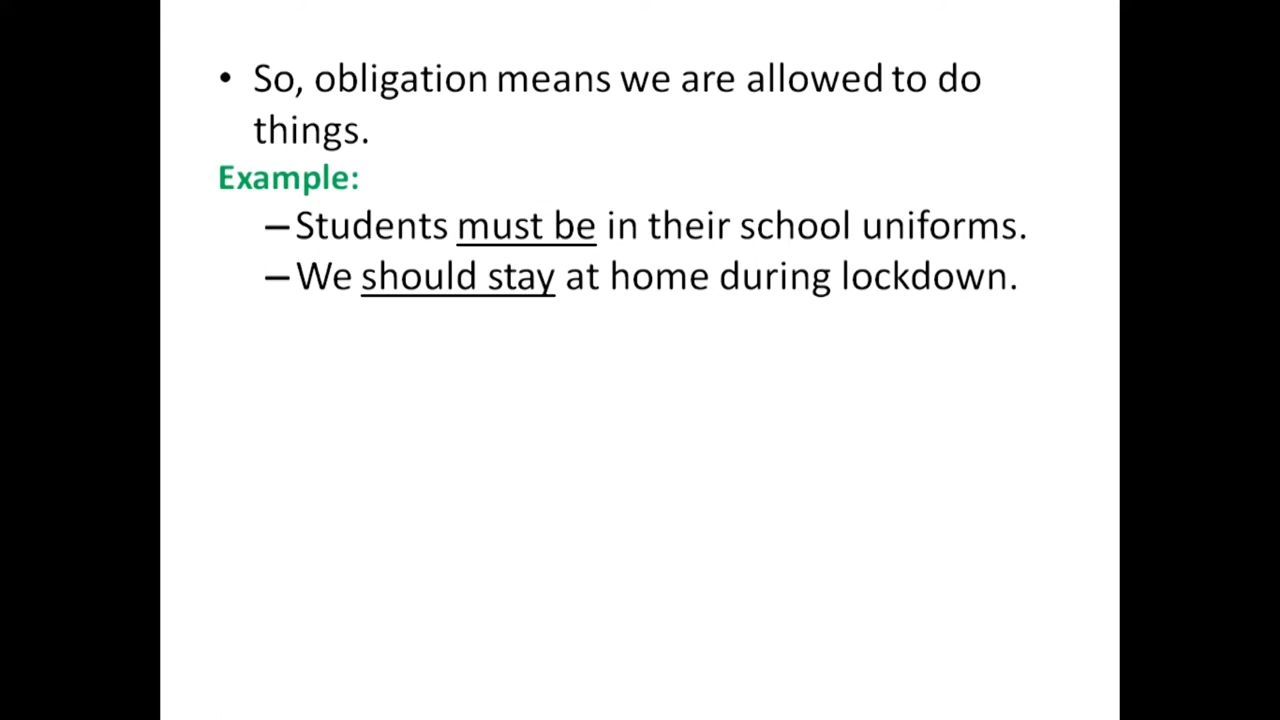 • So, obligation means we are allowed to do
things.
Example:
– Students must be in their school uniforms.
– We should stay at home during lockdown.